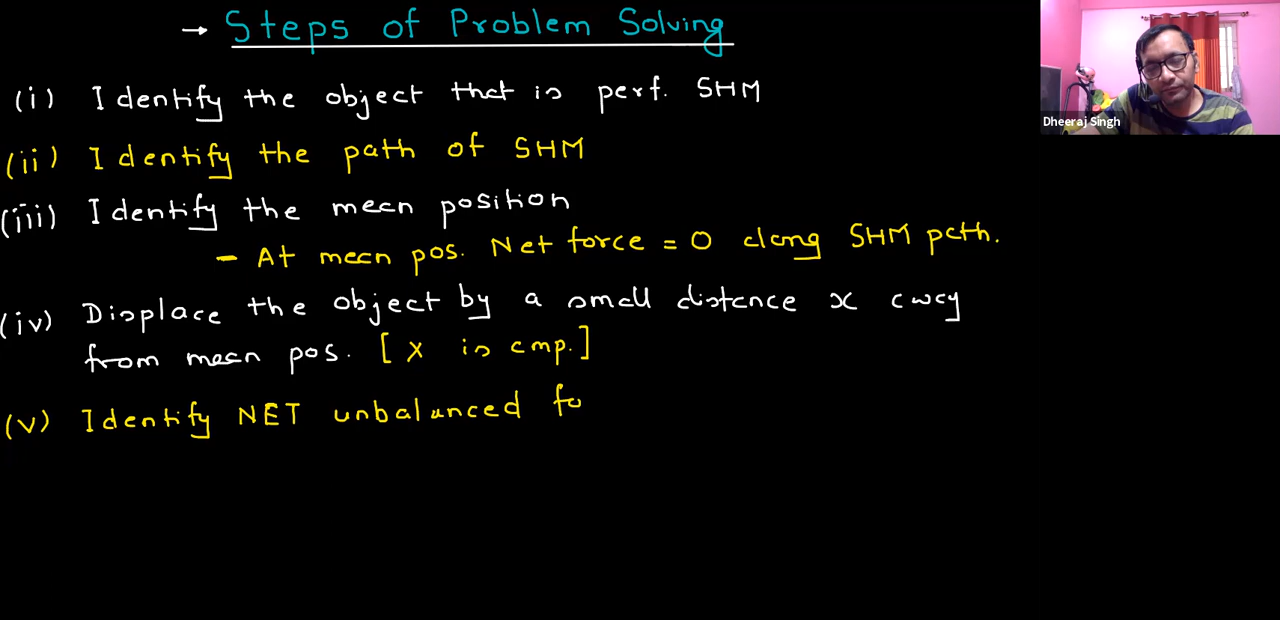 → Steps of Problem Solving
(i) Identify the object that is perf. SHM
(ii) Identify the path of SHM
(iii) Identify the mean position
- At mean pos. Net force = 0 along SHM path.
(iv) Displace the object by a small distance x away
from mean pos. [x is amp.]
(v) Identify NET unbalanced fo
Dheeraj Singh